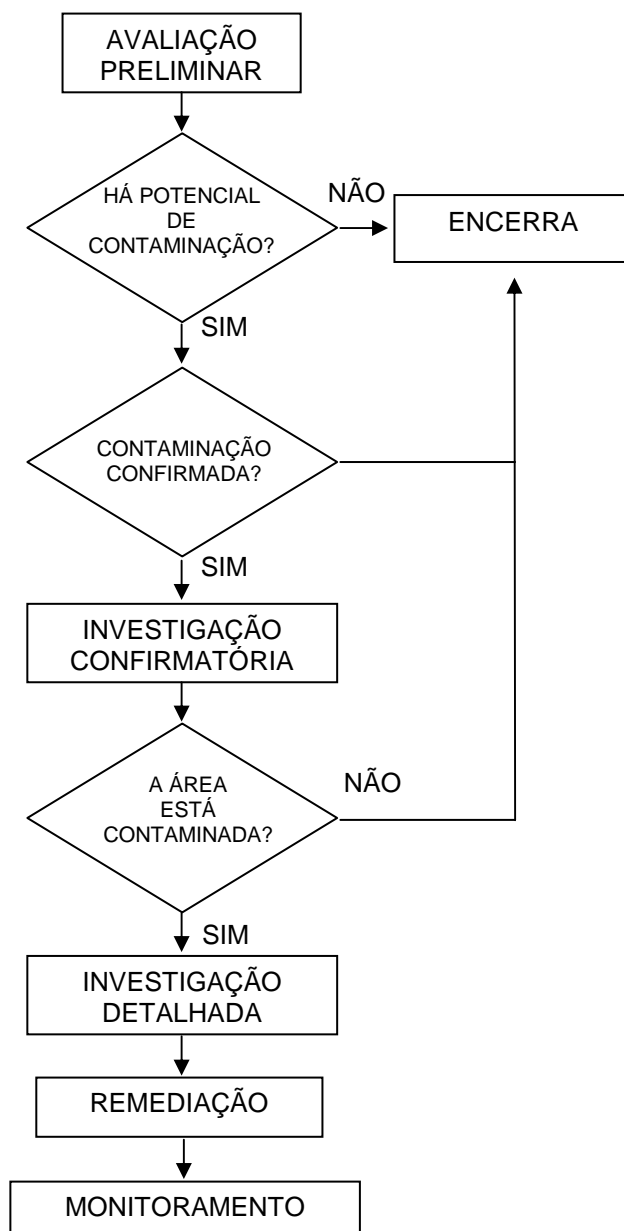 AVALIAÇÃO
PRELIMINAR
HÁ POTENCIAL
DE
CONTAMINAÇÃO?
NÃO
ENCERRA
SIM
CONTAMINAÇÃO
CONFIRMADA?
SIM
INVESTIGAÇÃO
CONFIRMATÓRIA
A ÁREA
ESTÁ
CONTAMINADA?
NÃO
SIM
INVESTIGAÇÃO
DETALHADA
REMEDIAÇÃO
MONITORAMENTO